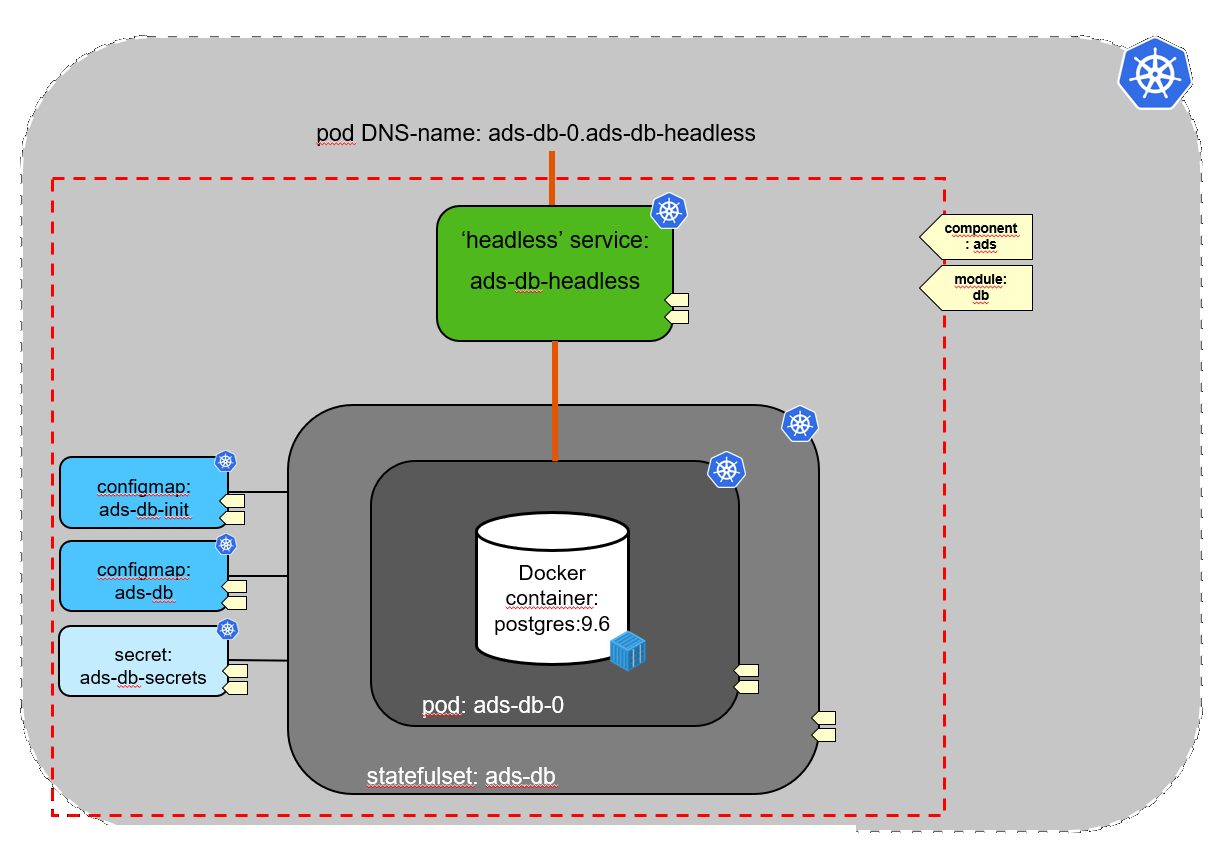 pod DNS-name: ads-db-0.ads-db-headless
‘headless’ service:
ads-db-headless
component
: ads
module:
db
configmap:
ads-db-init
configmap:
ads-db
secret:
ads-db-secrets
Docker
container:
postgres:9.6
pod: ads-db-0
statefulset: ads-db